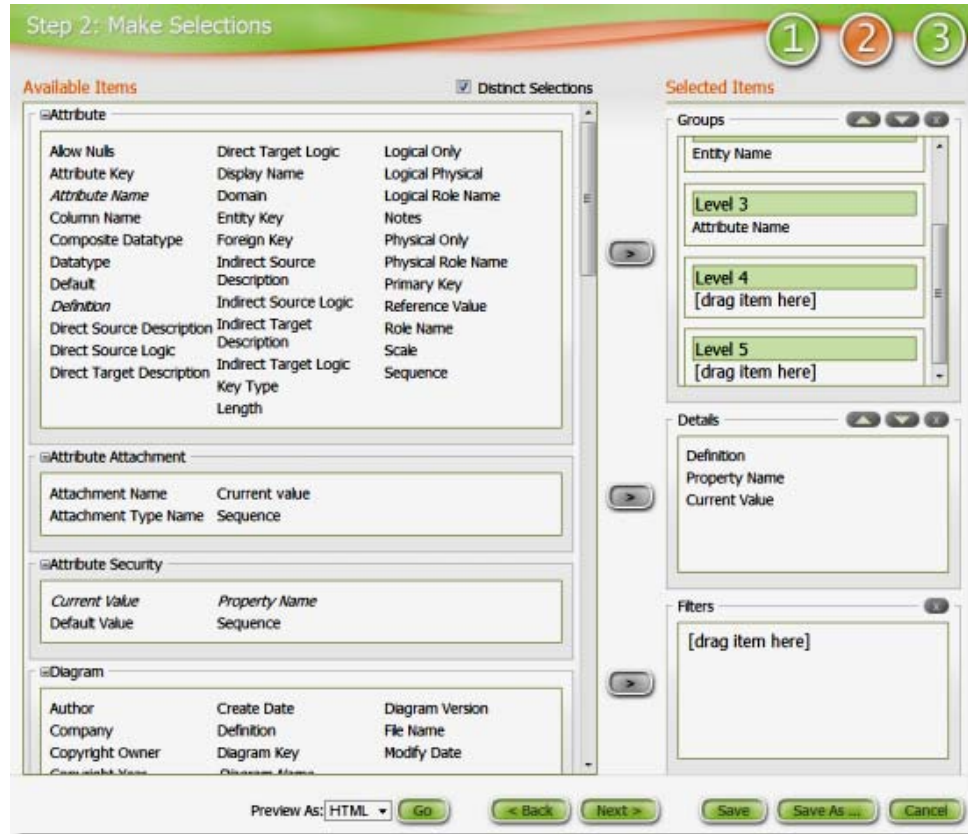 Step 2: Make Selections
1 2 3
Available Items
Distinct Selections
Attribute
Allow Nulls
Attribute Key
Attribute Name
Column Name
Composite Datatype
Datatype
Default
Definition
Direct Source Description
Direct Source Logic
Direct Target Description
Direct Target Logic
Display Name
Domain
Entity Key
Foreign Key
Indirect Source
Description
Indirect Source Logic
Indirect Target
Description
Indirect Target Logic
Key Type
Length
Logical Only
Logical Physical
Logical Role Name
Notes
Physical Only
Physical Role Name
Primary Key
Reference Value
Role Name
Scale
Sequence
Attribute Attachment
Attachment Name
Attachment Type Name
Crurrent value
Sequence
Attribute Security
Current Value
Default Value
Property Name
Sequence
Diagram
Author
Company
Copyright Owner
Copyright Year
Create Date
Definition
Diagram Key
Diagram Name
Diagram Version
File Name
Modify Date
>
>
>
Selected Items
Groups
x
Entity Name
Level 3
Attribute Name
Level 4
[drag item here]
Level 5
[drag item here]
Details
x
Definition
Property Name
Current Value
Filters
x
[drag item here]
Preview As: HTML Go < Back Next > Save Save As ... Cancel